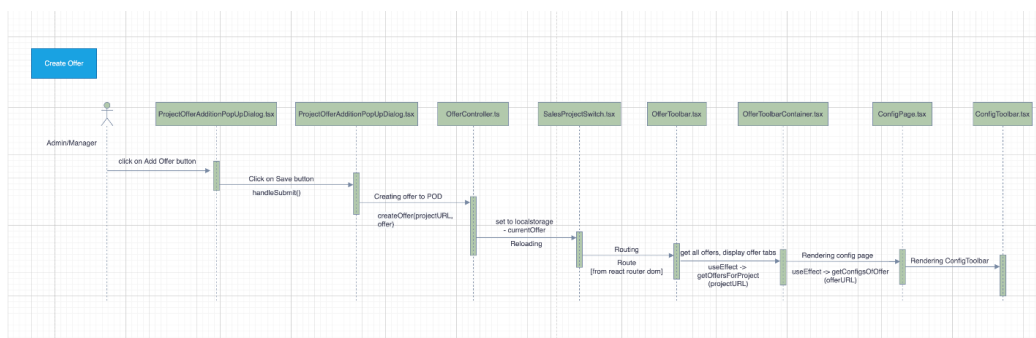 Create Offer
ProjectOfferAdditionPopUpDialog.tsx
ProjectOfferAdditionPopUpDialog.tsx
OfferController.ts
SalesProjectSwitch.tsx
OfferToolbar.tsx
OfferToolbarContainer.tsx
ConfigPage.tsx
ConfigToolbar.tsx
Admin/Manager
click on Add Offer button
Click on Save button
handleSubmit()
Creating offer to POD
createOffer(projectURL,
offer)
set to localstorage
- currentOffer
Reloading
Routing
Route
[from react router dom]
get all offers, display offer tabs
useEffect ->
getOffersForProject
(projectURL)
Rendering config page
useEffect -> getConfigsOfOffer
(offerURL)
Rendering ConfigToolbar